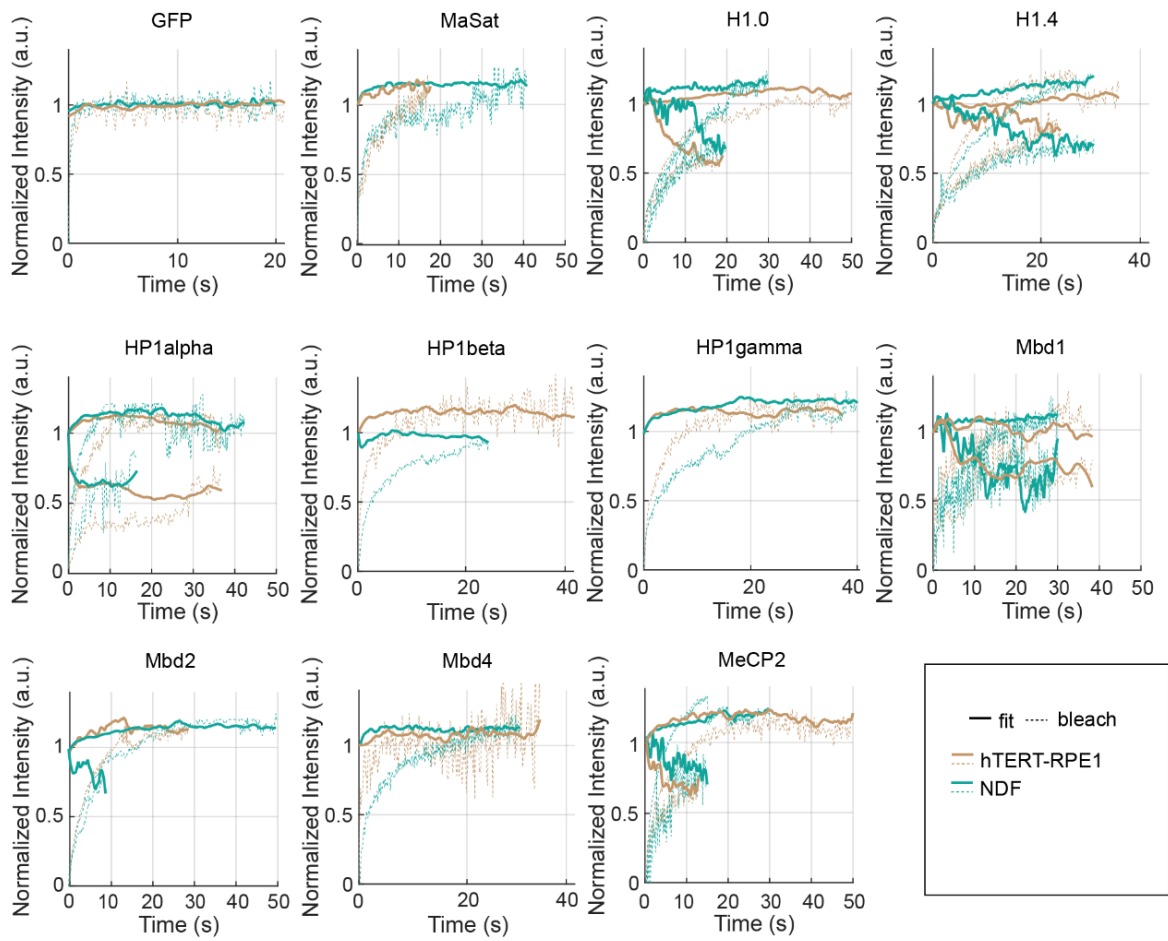 GFP
Normalized Intensity (a.u.)
1
0.5
0
0 10 20
Time (s)
MaSat
Normalized Intensity (a.u.)
1
0.5
0
0 10 20 30 40 50
Time (s)
H1.0
Normalized Intensity (a.u.)
1
0.5
0
0 10 20 30 40 50
Time (s)
H1.4
Normalized Intensity (a.u.)
1
0.5
0
0 20 40
Time (s)
HP1alpha
Normalized Intensity (a.u.)
1
0.5
0
0 10 20 30 40 50
Time (s)
HP1beta
Normalized Intensity (a.u.)
1
0.5
0
0 20 40
Time (s)
HP1gamma
Normalized Intensity (a.u.)
1
0.5
0
0 20 40
Time (s)
Mbd1
Normalized Intensity (a.u.)
1
0.5
0
0 10 20 30 40 50
Time (s)
Mbd2
Normalized Intensity (a.u.)
1
0.5
0
0 10 20 30 40 50
Time (s)
Mbd4
Normalized Intensity (a.u.)
1
0.5
0
0 10 20 30 40
Time (s)
MeCP2
Normalized Intensity (a.u.)
1
0.5
0
0 10 20 30 40 50
Time (s)
fit bleach
hTERT-RPE1
NDF